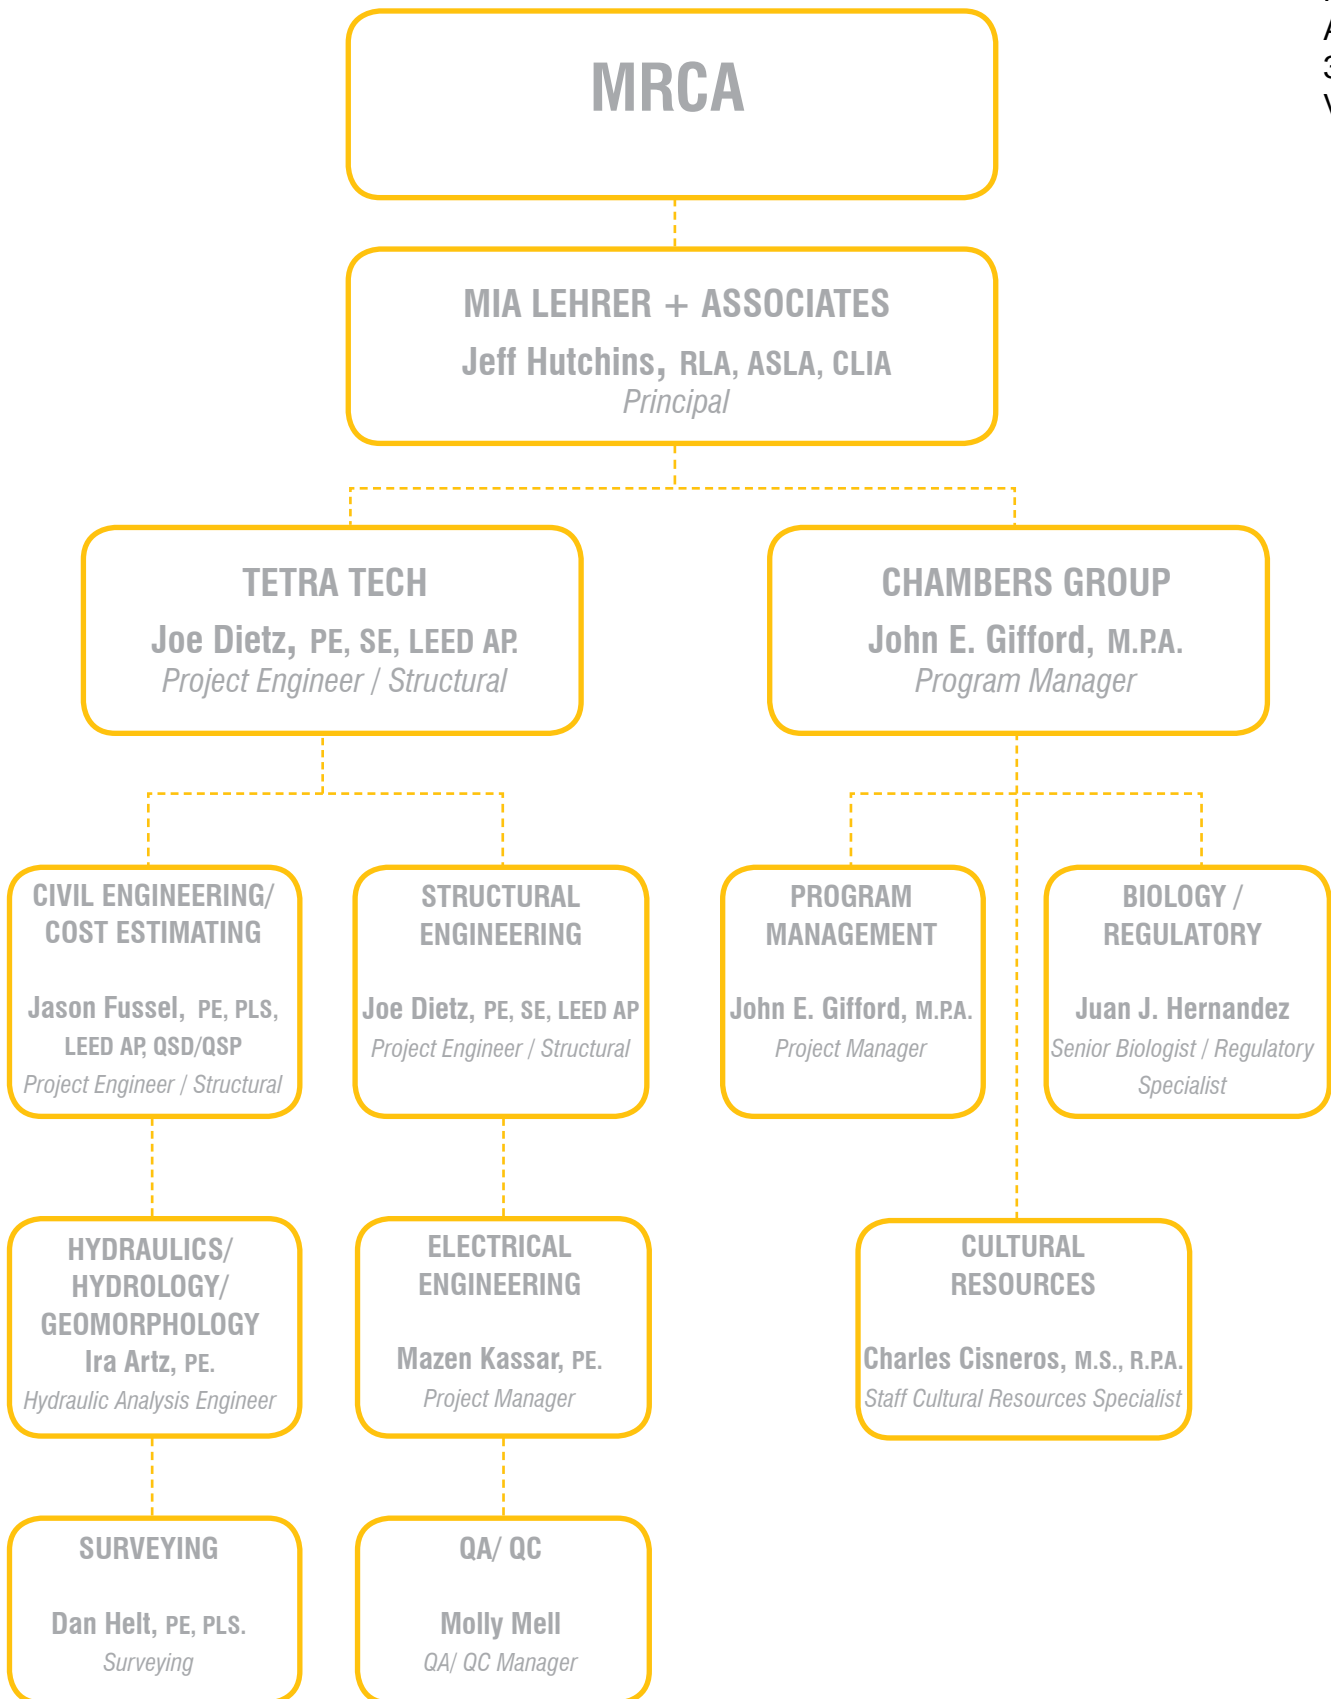 MRCA
MIA LEHRER + ASSOCIATES
Jeff Hutchins, RLA, ASLA, CLIA
Principal
TETRA TECH
Joe Dietz, PE, SE, LEED AP.
Project Engineer / Structural
CHAMBERS GROUP
John E. Gifford, M.P.A.
Program Manager
CIVIL ENGINEERING/
COST ESTIMATING
Jason Fussel, PE, PLS,
LEED AP, QSD/QSP
Project Engineer / Structural
STRUCTURAL
ENGINEERING
Joe Dietz, PE, SE, LEED AP
Project Engineer / Structural
PROGRAM
MANAGEMENT
John E. Gifford, M.P.A.
Project Manager
BIOLOGY /
REGULATORY
Juan J. Hernandez
Senior Biologist / Regulatory
Specialist
HYDRAULICS/
HYDROLOGY/
GEOMORPHOLOGY
Ira Artz, PE.
Hydraulic Analysis Engineer
ELECTRICAL
ENGINEERING
Mazen Kassar, PE.
Project Manager
CULTURAL
RESOURCES
Charles Cisneros, M.S., R.P.A.
Staff Cultural Resources Specialist
SURVEYING
Dan Helt, PE, PLS.
Surveying
QA/ QC
Molly Mell
QA/ QC Manager